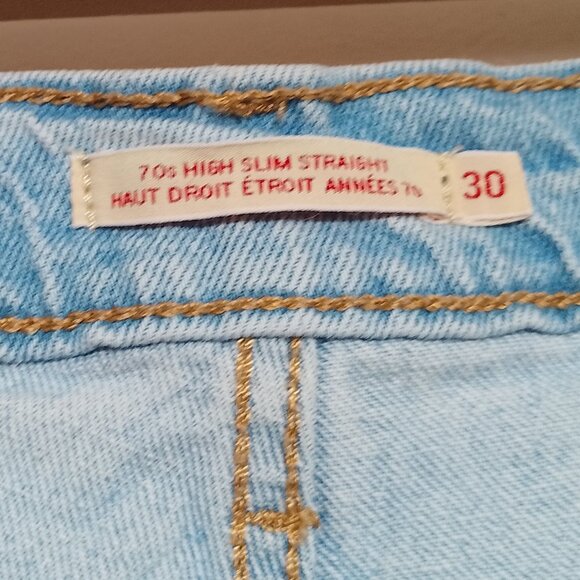 70s HIGH SLIM STRAIGHT
HAUT DROIT ÉTROIT ANNÉES 70
30